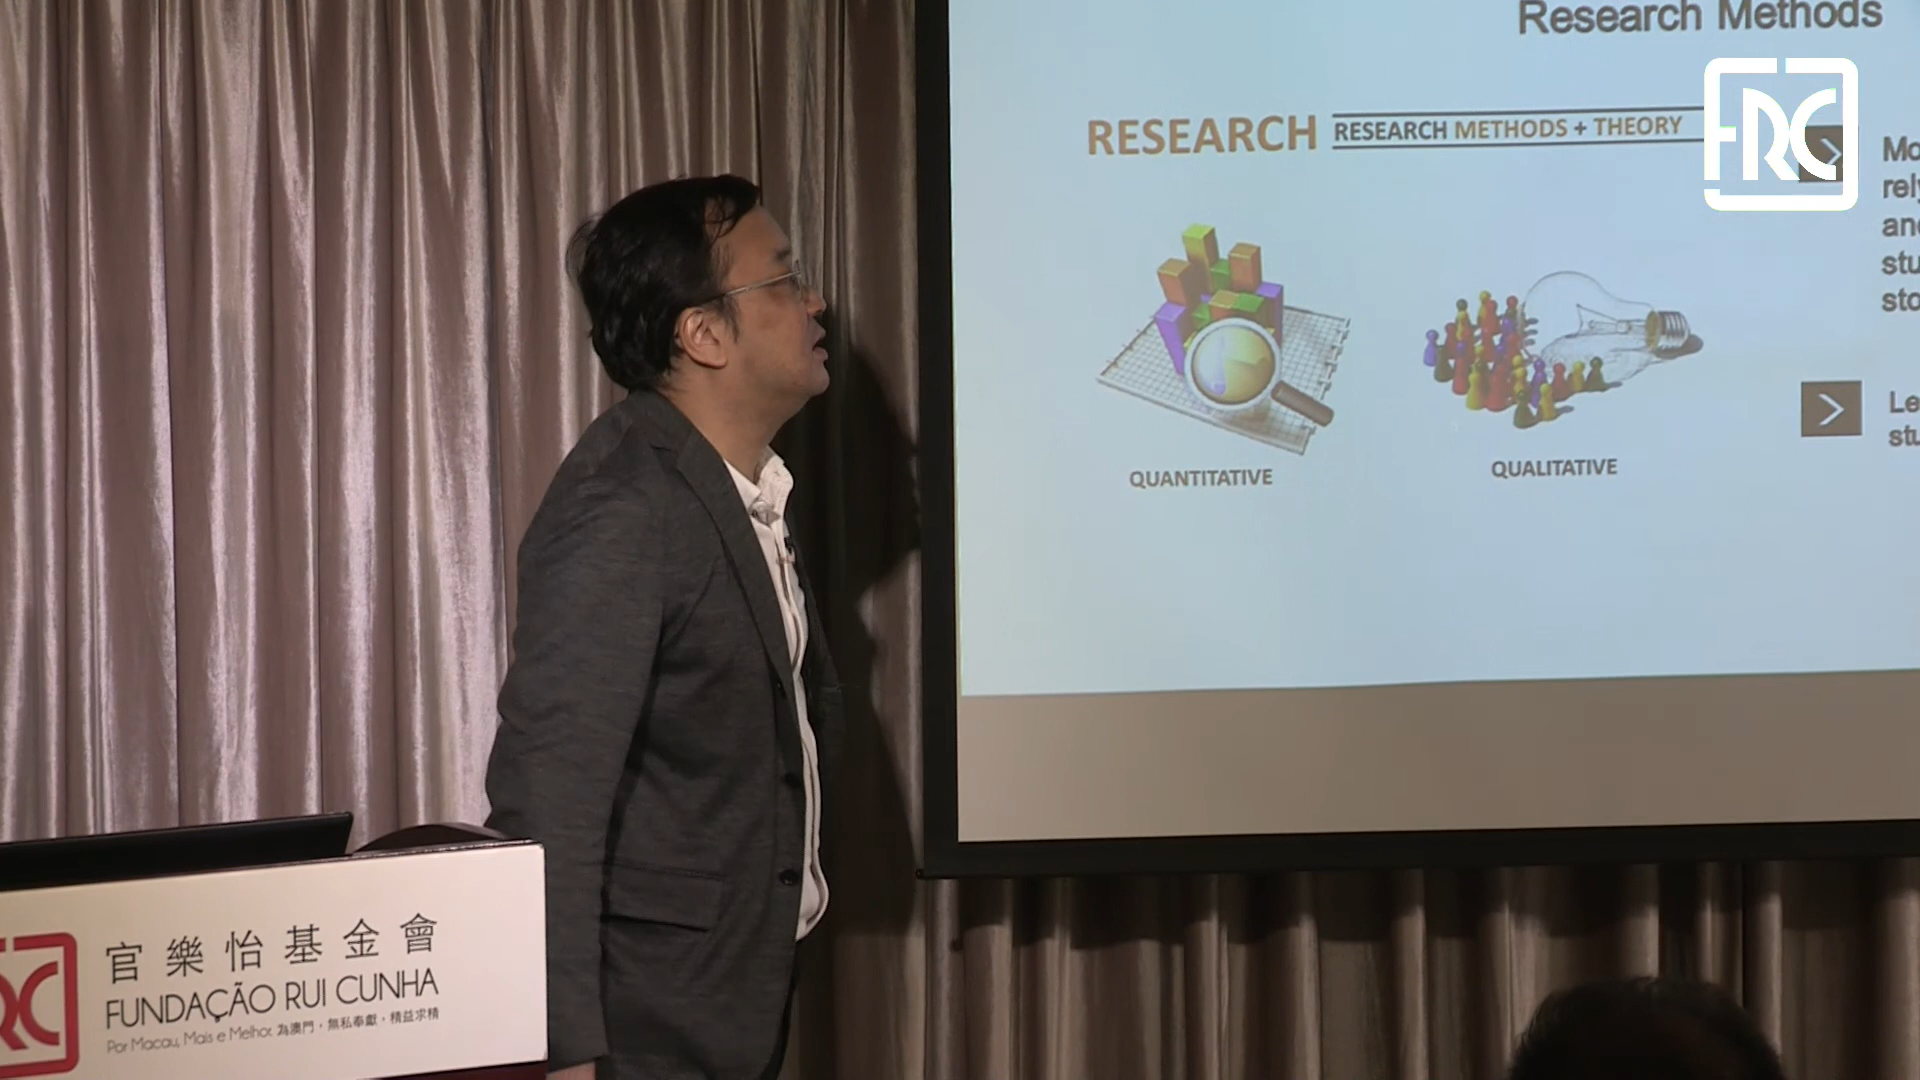 Research Methods
FRC
RESEARCH
RESEARCH METHODS + THEORY
QUANTITATIVE
QUALITATIVE
官樂怡基金會
FUNDAÇÃO RUI CUNHA
Por Macau, Mais e Melhor. 為澳門，無私奉獻，精益求精